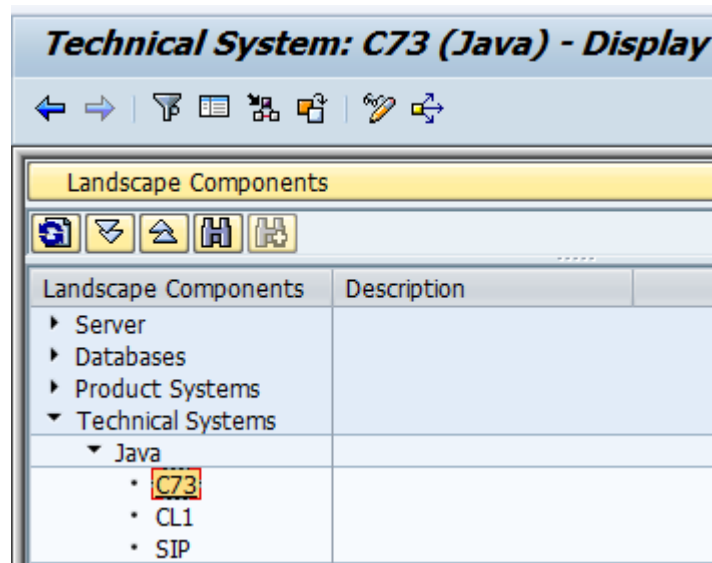 Technical System: C73 (Java) - Display
Landscape Components
Landscape Components Description
Server
Databases
Product Systems
Technical Systems
Java
C73
CL1
SIP